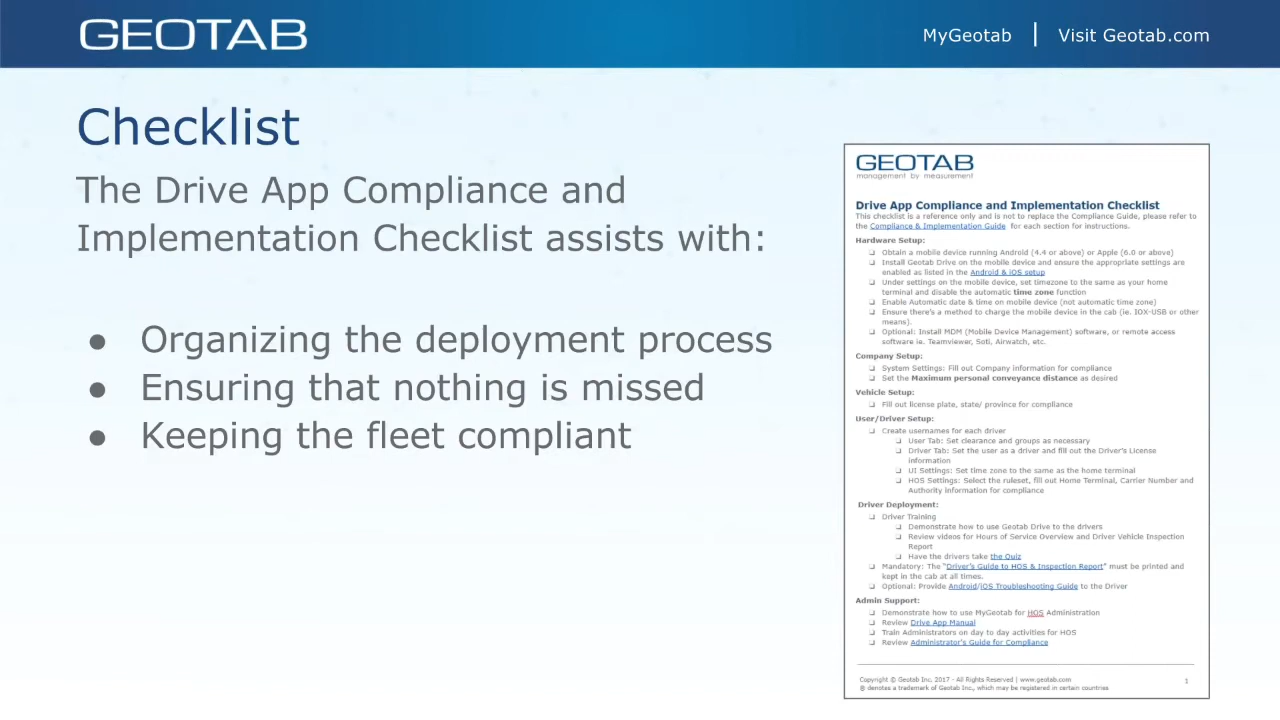 GEOTAB
MyGeotab | Visit Geotab.com
Checklist
The Drive App Compliance and
Implementation Checklist assists with:
● Organizing the deployment process
● Ensuring that nothing is missed
● Keeping the fleet compliant
GEOTAB
management by measurement
Drive App Compliance and Implementation Checklist
This checklist is a reference only and is not to replace the Compliance Guide, please refer to
the Compliance & Implementation Guide for each section for instructions.
Hardware Setup:
❏ Obtain a mobile device running Android (4.4 or above) or Apple (6.0 or above)
❏ Install Geotab Drive on the mobile device and ensure the appropriate settings are
enabled as listed in the Android & iOS setup
❏ Under settings on the mobile device, set timezone to the same as your home
terminal and disable the automatic time zone function
❏ Enable Automatic date & time on mobile device (not automatic time zone)
❏ Ensure there's a method to charge the mobile device in the cab (ie. IOX-USB or other
means).
❏ Optional: Install MDM (Mobile Device Management) software, or remote access
software ie. Teamviewer, Soti, Airwatch, etc.
Company Setup:
❏ System Settings: Fill out Company information for compliance
❏ Set the Maximum personal conveyance distance as desired
Vehicle Setup:
❏ Fill out license plate, state/ province for compliance
User/Driver Setup:
❏ Create usernames for each driver
❏ User Tab: Set clearance and groups as necessary
❏ Driver Tab: Set the user as a driver and fill out the Driver's License
information
❏ UI Settings: Set time zone to the same as the home terminal
❏ HOS Settings: Select the ruleset, fill out Home Terminal, Carrier Number and
Authority information for compliance
Driver Deployment:
❏ Driver Training
❏ Demonstrate how to use Geotab Drive to the drivers
❏ Review videos for Hours of Service Overview and Driver Vehicle Inspection
Report
❏ Have the drivers take the Quiz
❏ Mandatory: The "Driver's Guide to HOS & Inspection Report" must be printed and
kept in the cab at all times.
❏ Optional: Provide Android/iOS Troubleshooting Guide to the Driver
Admin Support:
❏ Demonstrate how to use MyGeotab for HOS Administration
❏ Review Drive App Manual
❏ Train Administrators on day to day activities for HOS
❏ Review Administrator's Guide for Compliance
Copyright © Geotab Inc. 2017 - All Rights Reserved | www.geotab.com
® denotes a trademark of Geotab Inc., which may be registered in certain countries
1